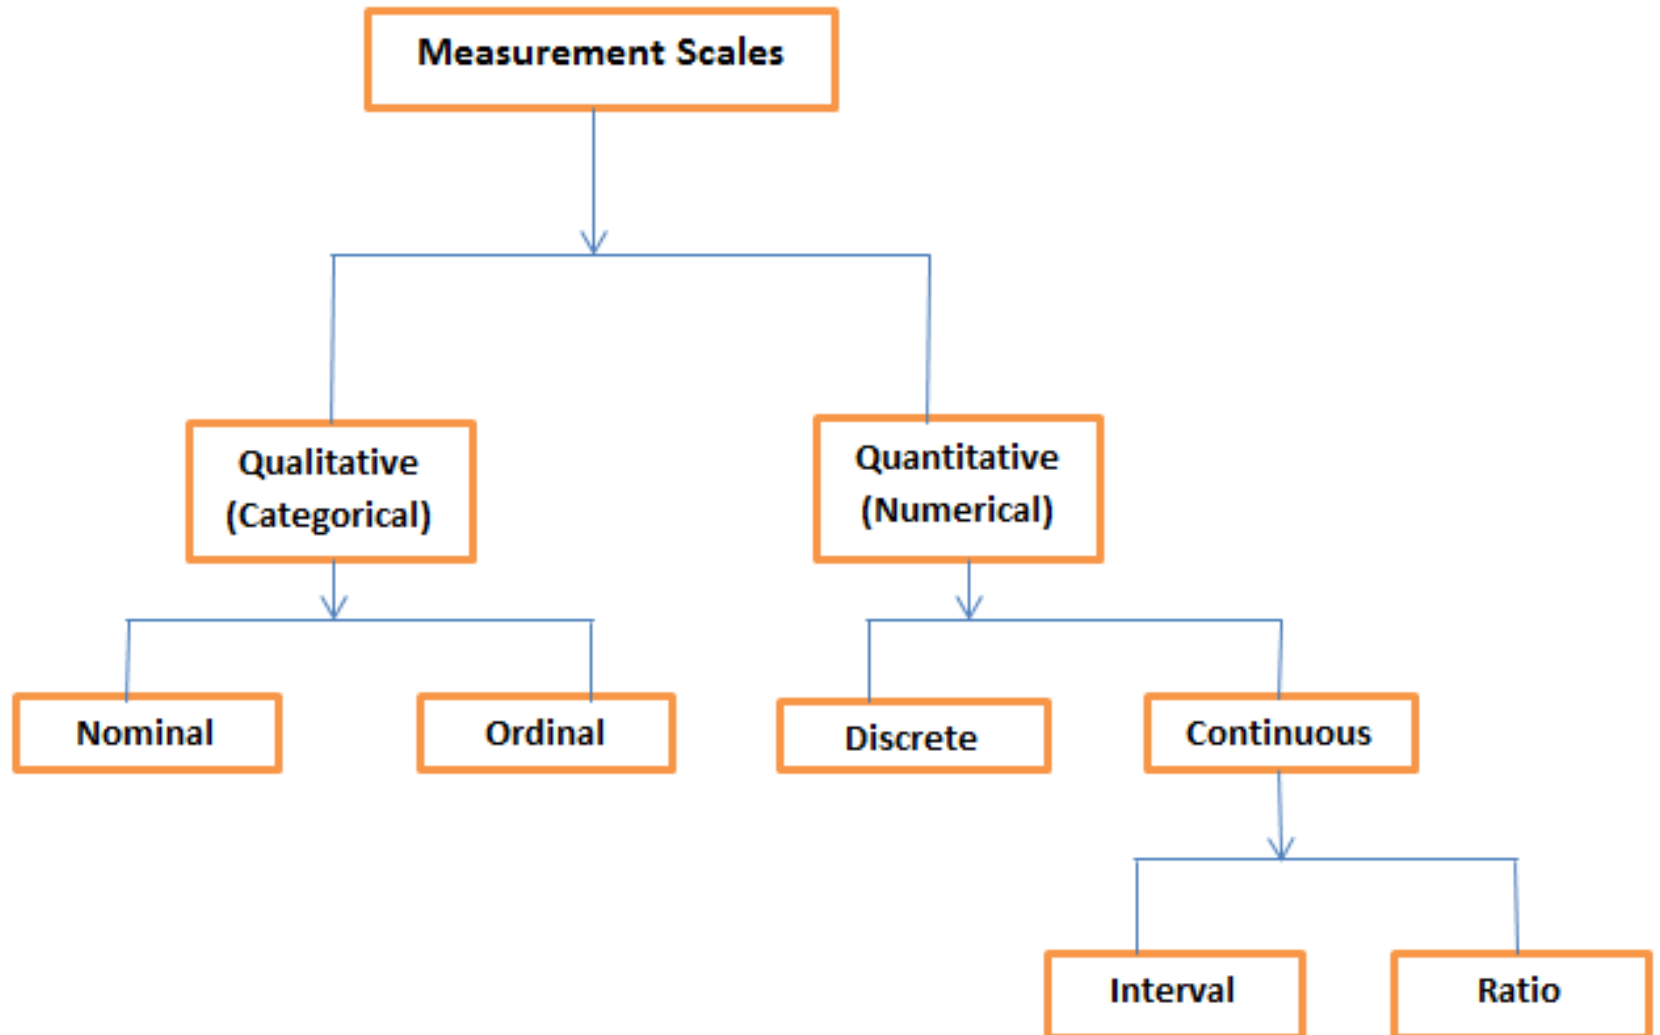 Measurement Scales
Qualitative
(Categorical)
Quantitative
(Numerical)
Nominal
Ordinal
Discrete
Continuous
Interval
Ratio